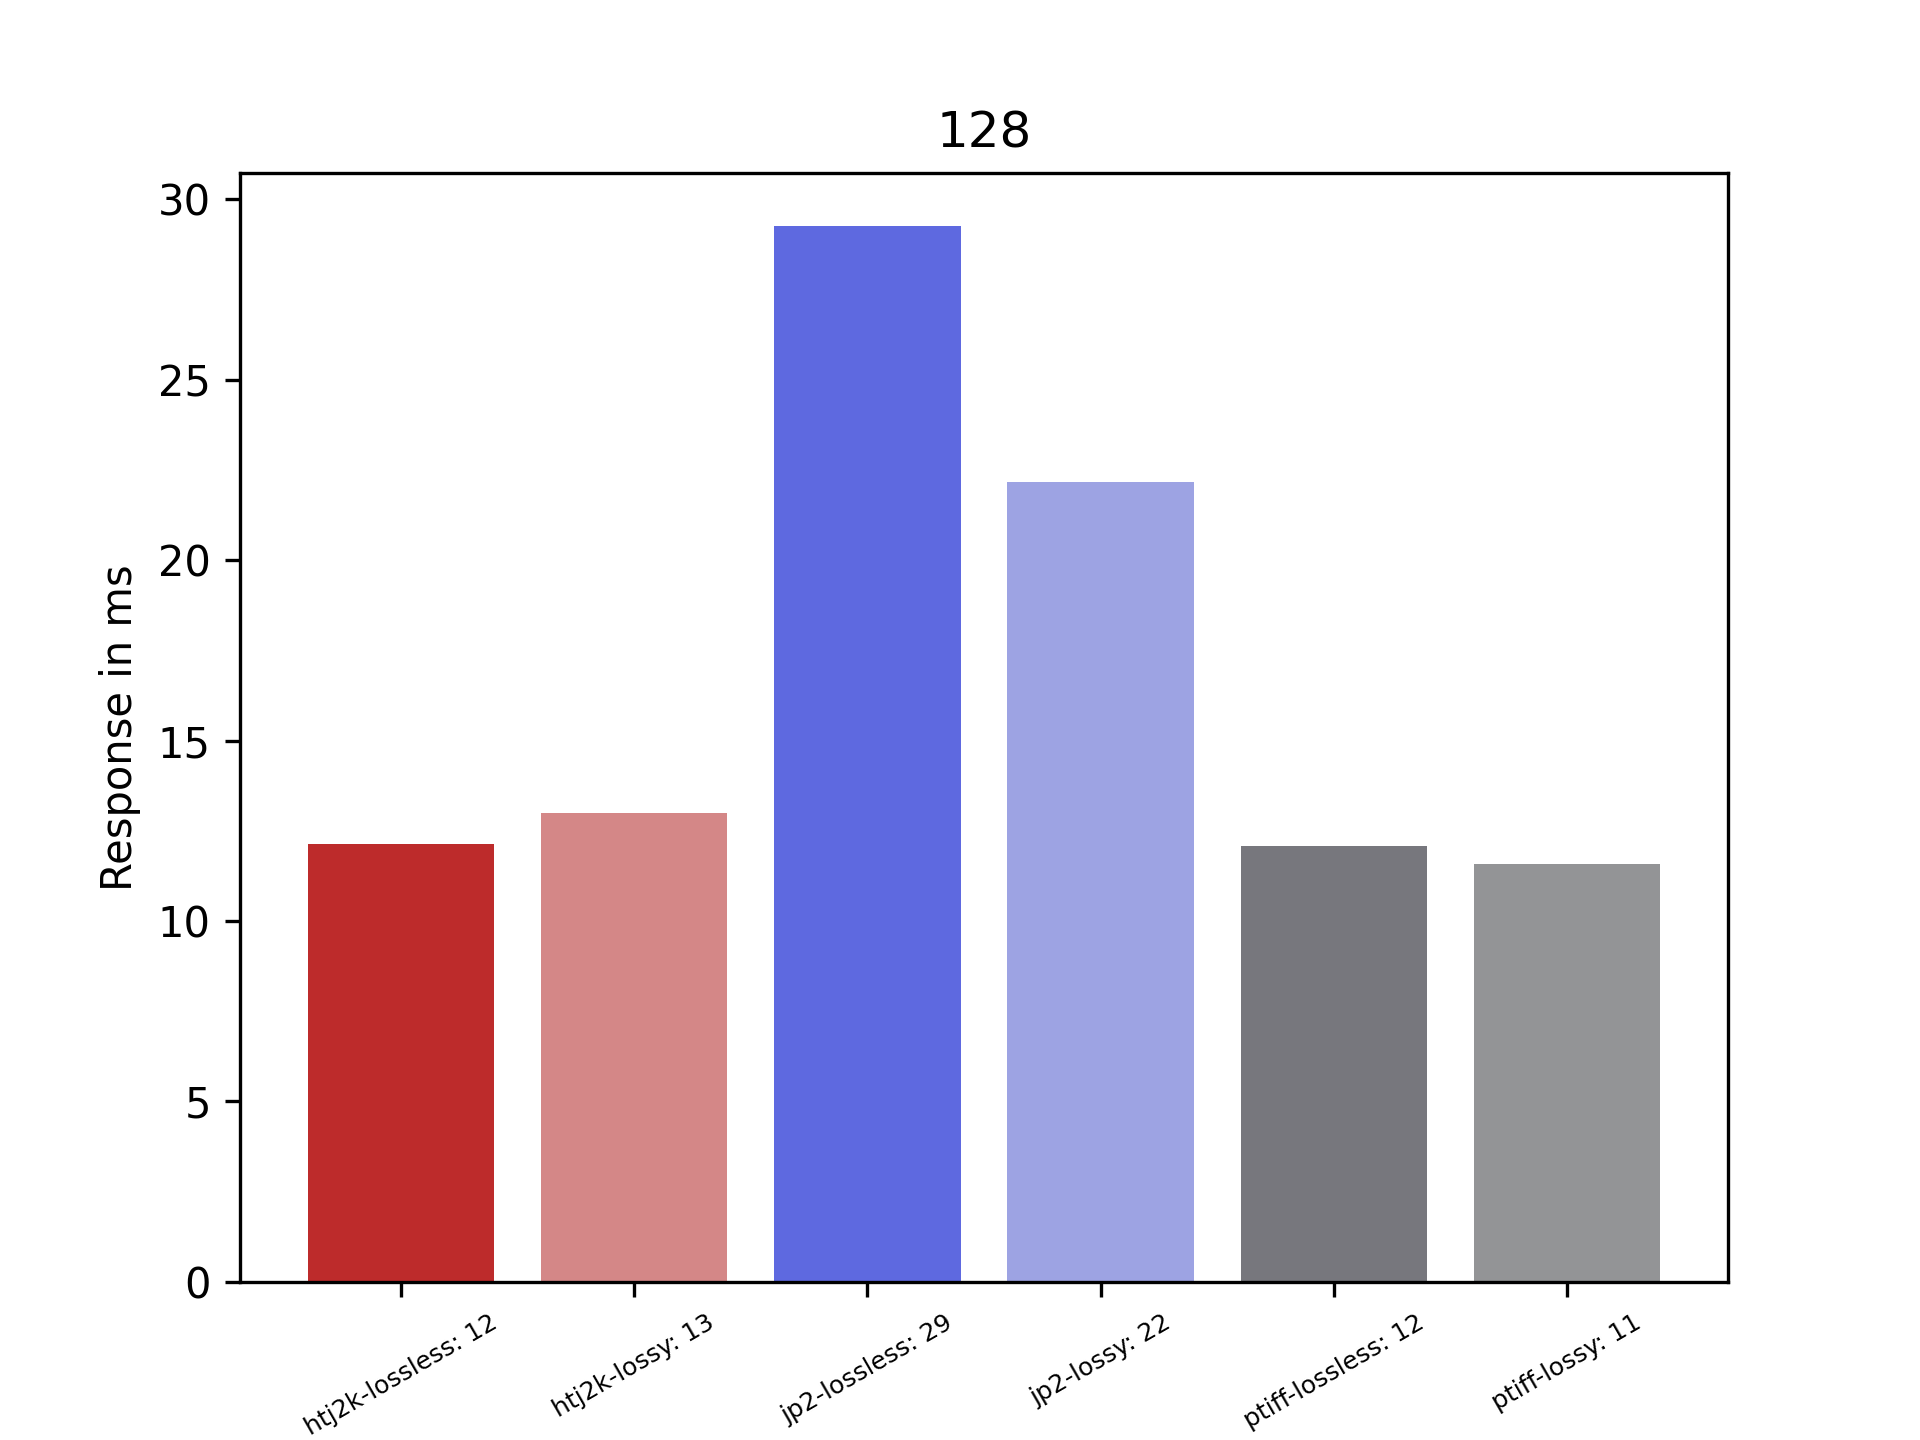 128
Response in ms
30
25
20
15
10
5
0
htj2k-lossless: 12
htj2k-lossy: 13
jp2-lossless: 29
jp2-lossy: 22
ptiff-lossless: 12
ptiff-lossy: 11